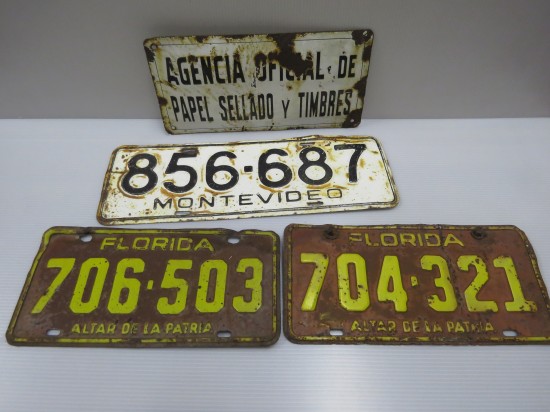 AGENCIA OFICIAL DE
PAPEL SELLADO Y TIMBRES
856-687
MONTEVIDEO
FLORIDA
706·503
ALTAR DE LA PATRIA
FLORIDA
704·321
ALTAR DE LA PATRIA